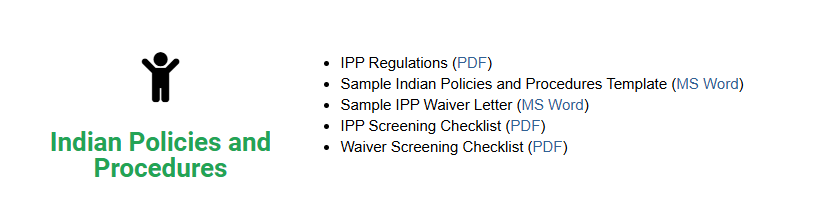 Indian Policies and
Procedures
IPP Regulations (PDF)
Sample Indian Policies and Procedures Template (MS Word)
Sample IPP Waiver Letter (MS Word)
IPP Screening Checklist (PDF)
Waiver Screening Checklist (PDF)